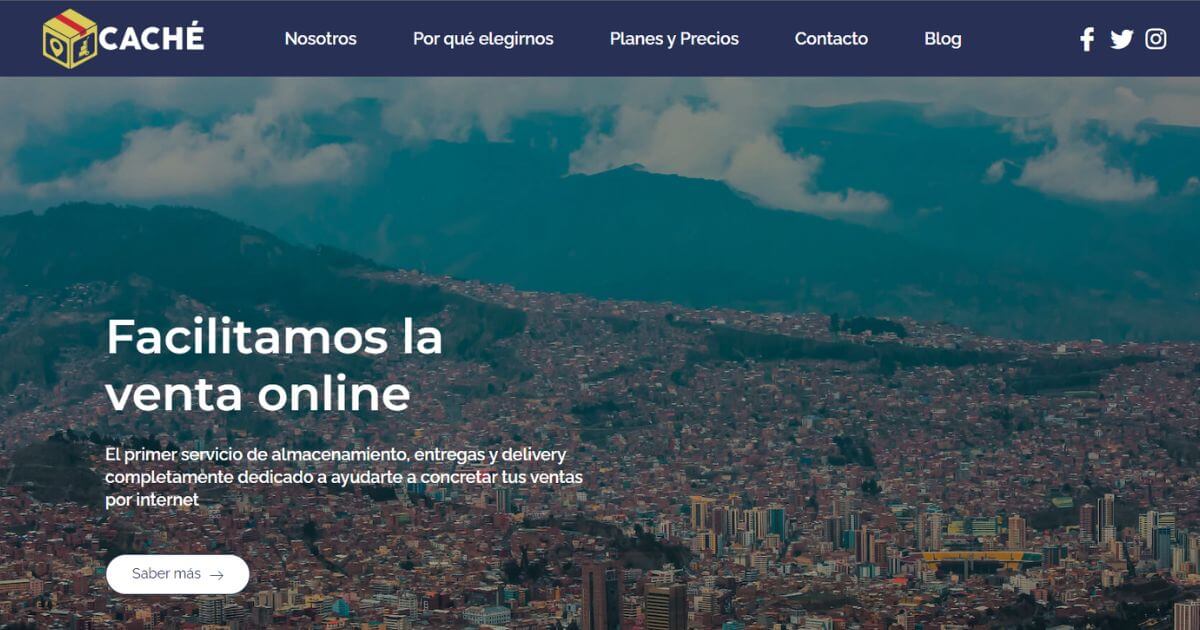 CACHÉ
Nosotros
Por qué elegirnos
Planes y Precios
Contacto
Blog
Facilitamos la
venta online
El primer servicio de almacenamiento, entregas y delivery
completamente dedicado a ayudarte a concretar tus ventas
por internet
Saber más →